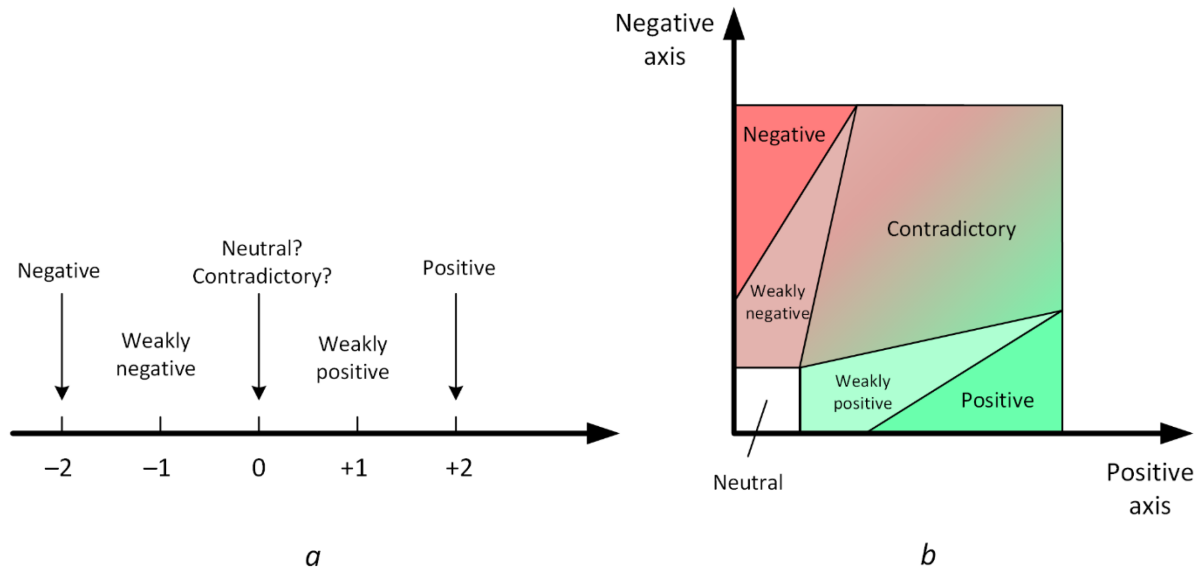 Negative
Neutral?
Contradictory?
Positive
Weakly
negative
Weakly
positive
–2
–1
0
+1
+2
a
Negative
axis
Negative
Contradictory
Weakly
negative
Weakly
positive
Positive
Neutral
Positive
axis
b